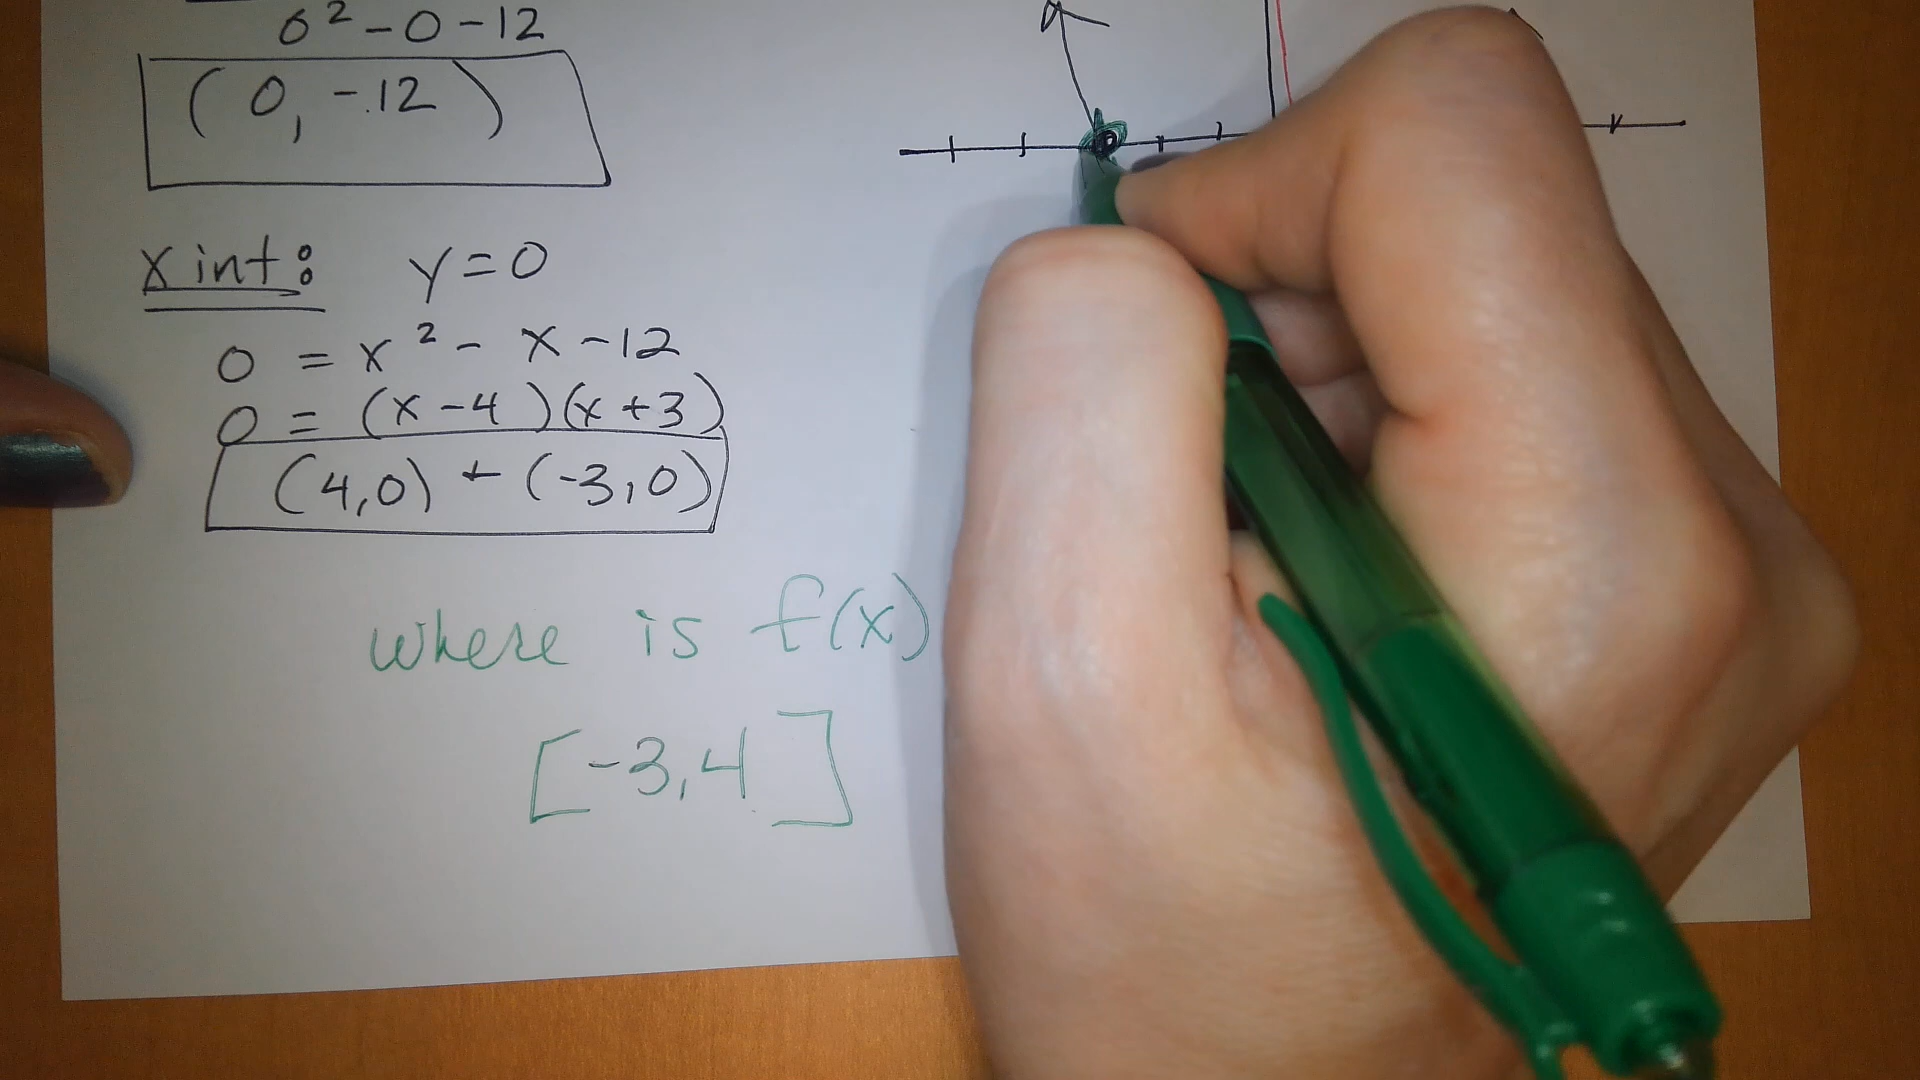 0² - 0 - 12
(0, -12)
x int: y = 0
0 = x² - x - 12
0 = (x - 4)(x + 3)
(4,0) + (-3,0)
where is f(x)
[-3,4]